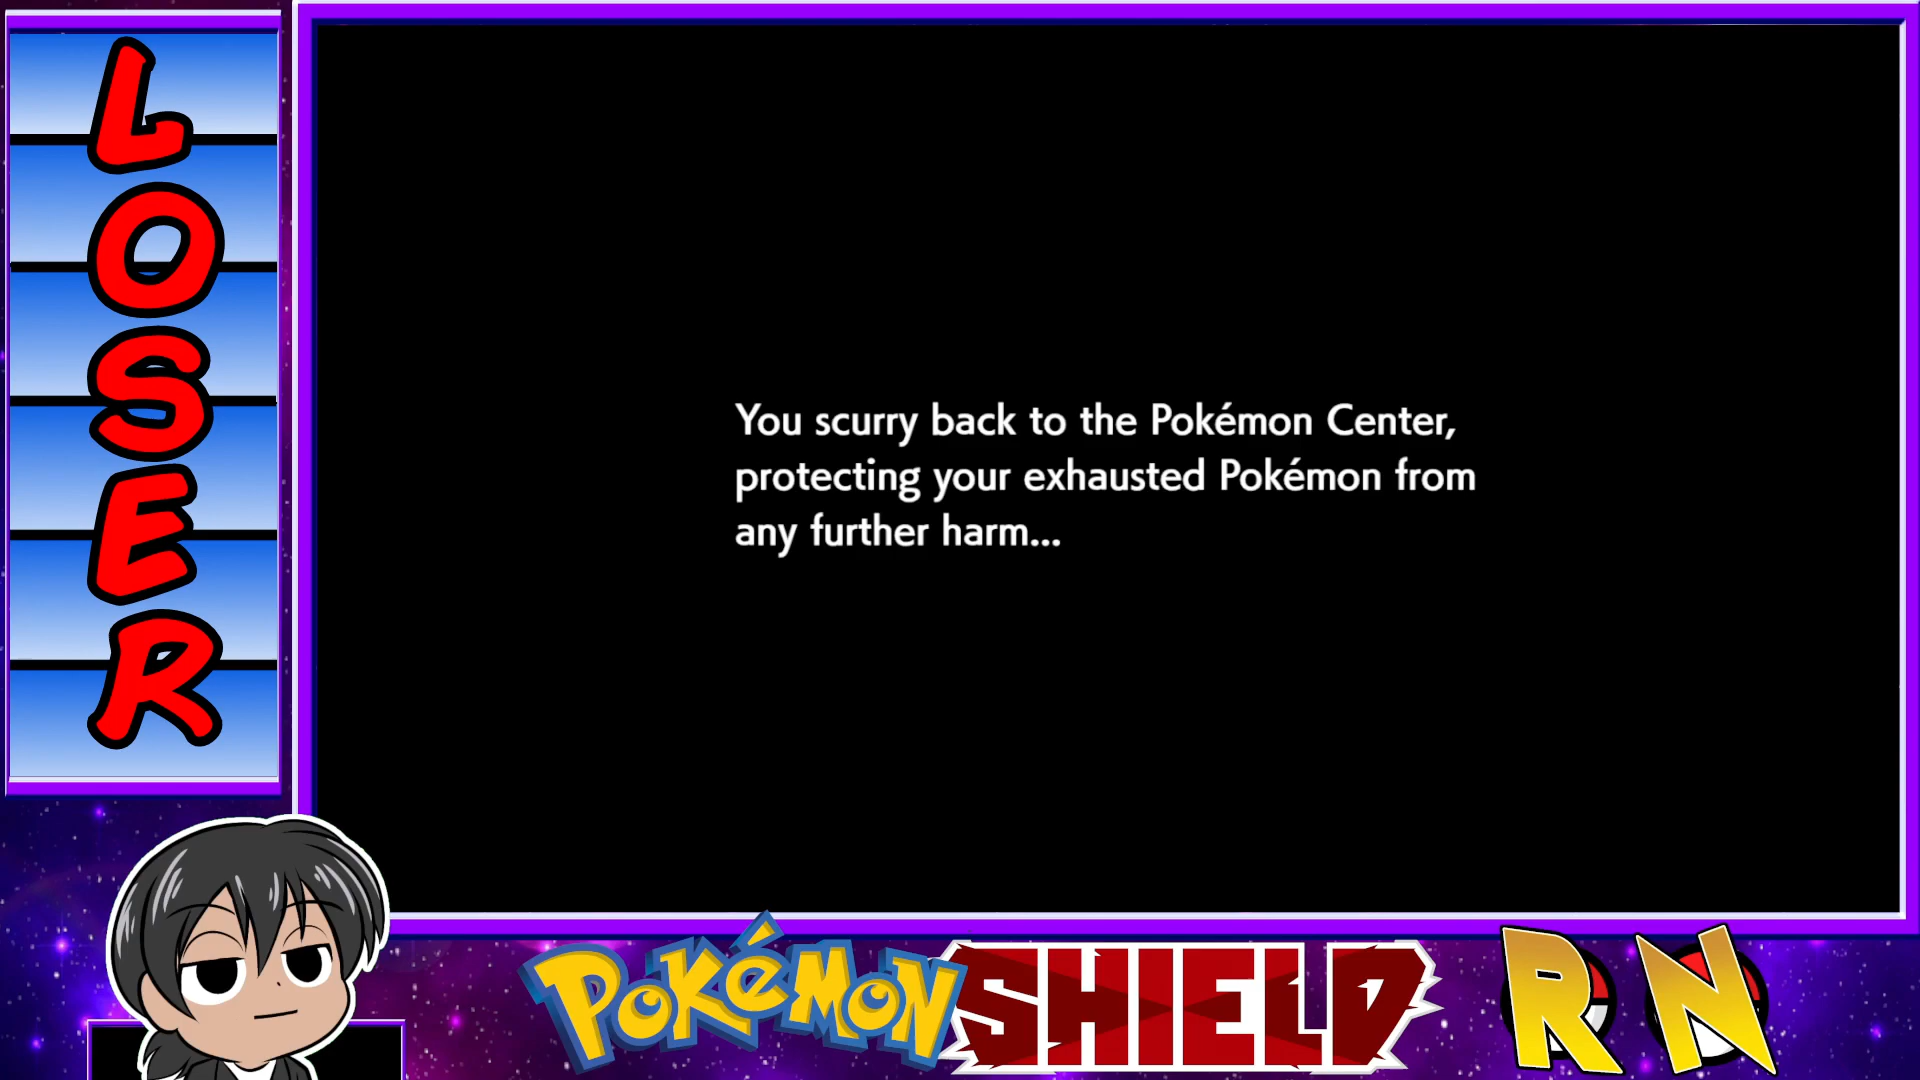 LOSER
You scurry back to the Pokémon Center,
protecting your exhausted Pokémon from
any further harm...
POKéMON SHIELD RN